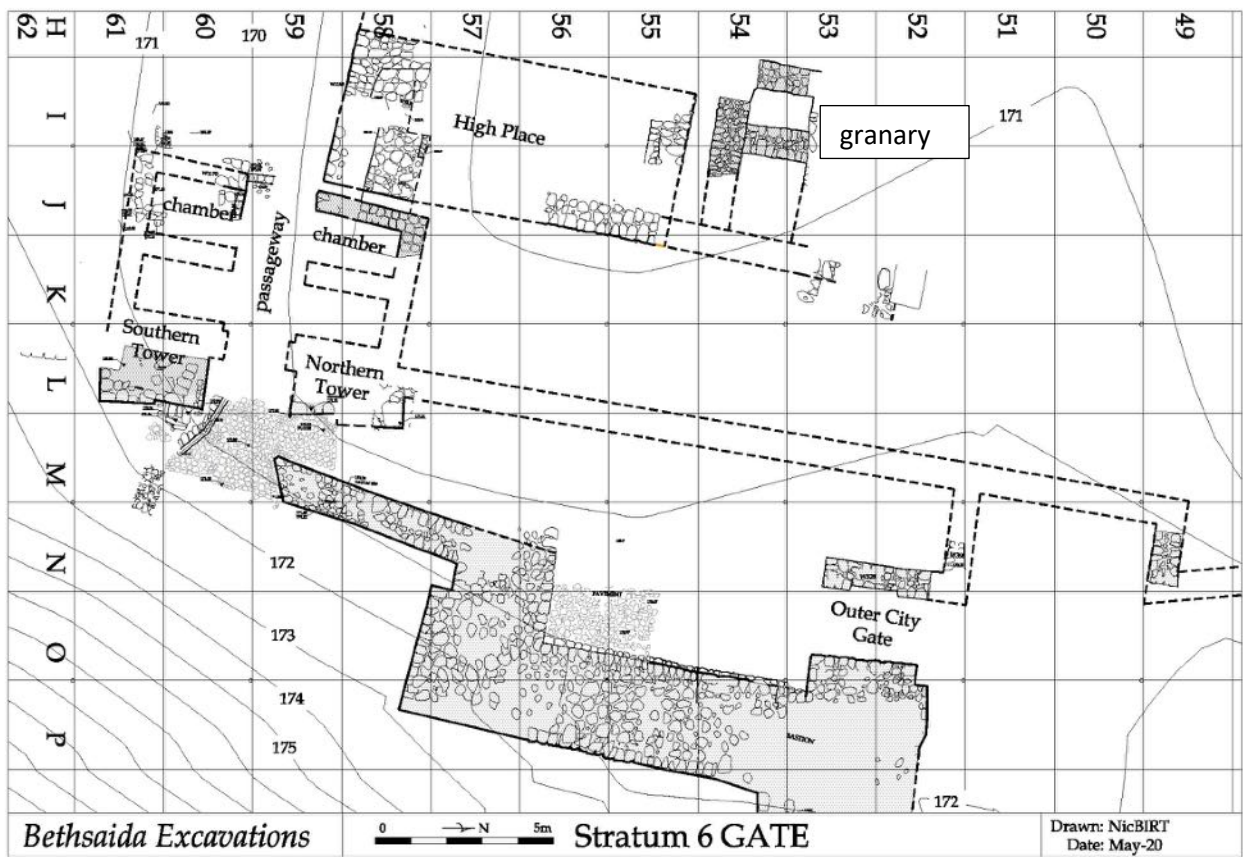 H
62
61
60
59
58
57
56
55
54
53
52
51
50
49
171
170
I
High Place
granary
171
J
chamber
passageway
chamber
K
Southern
Tower
L
Northern
Tower
M
N
172
PAVEMENT
Outer City
Gate
O
173
174
P
175
BASTION
172
Bethsaida Excavations
0
N
5m
Stratum 6 GATE
Drawn: NicBIRT
Date: May-20